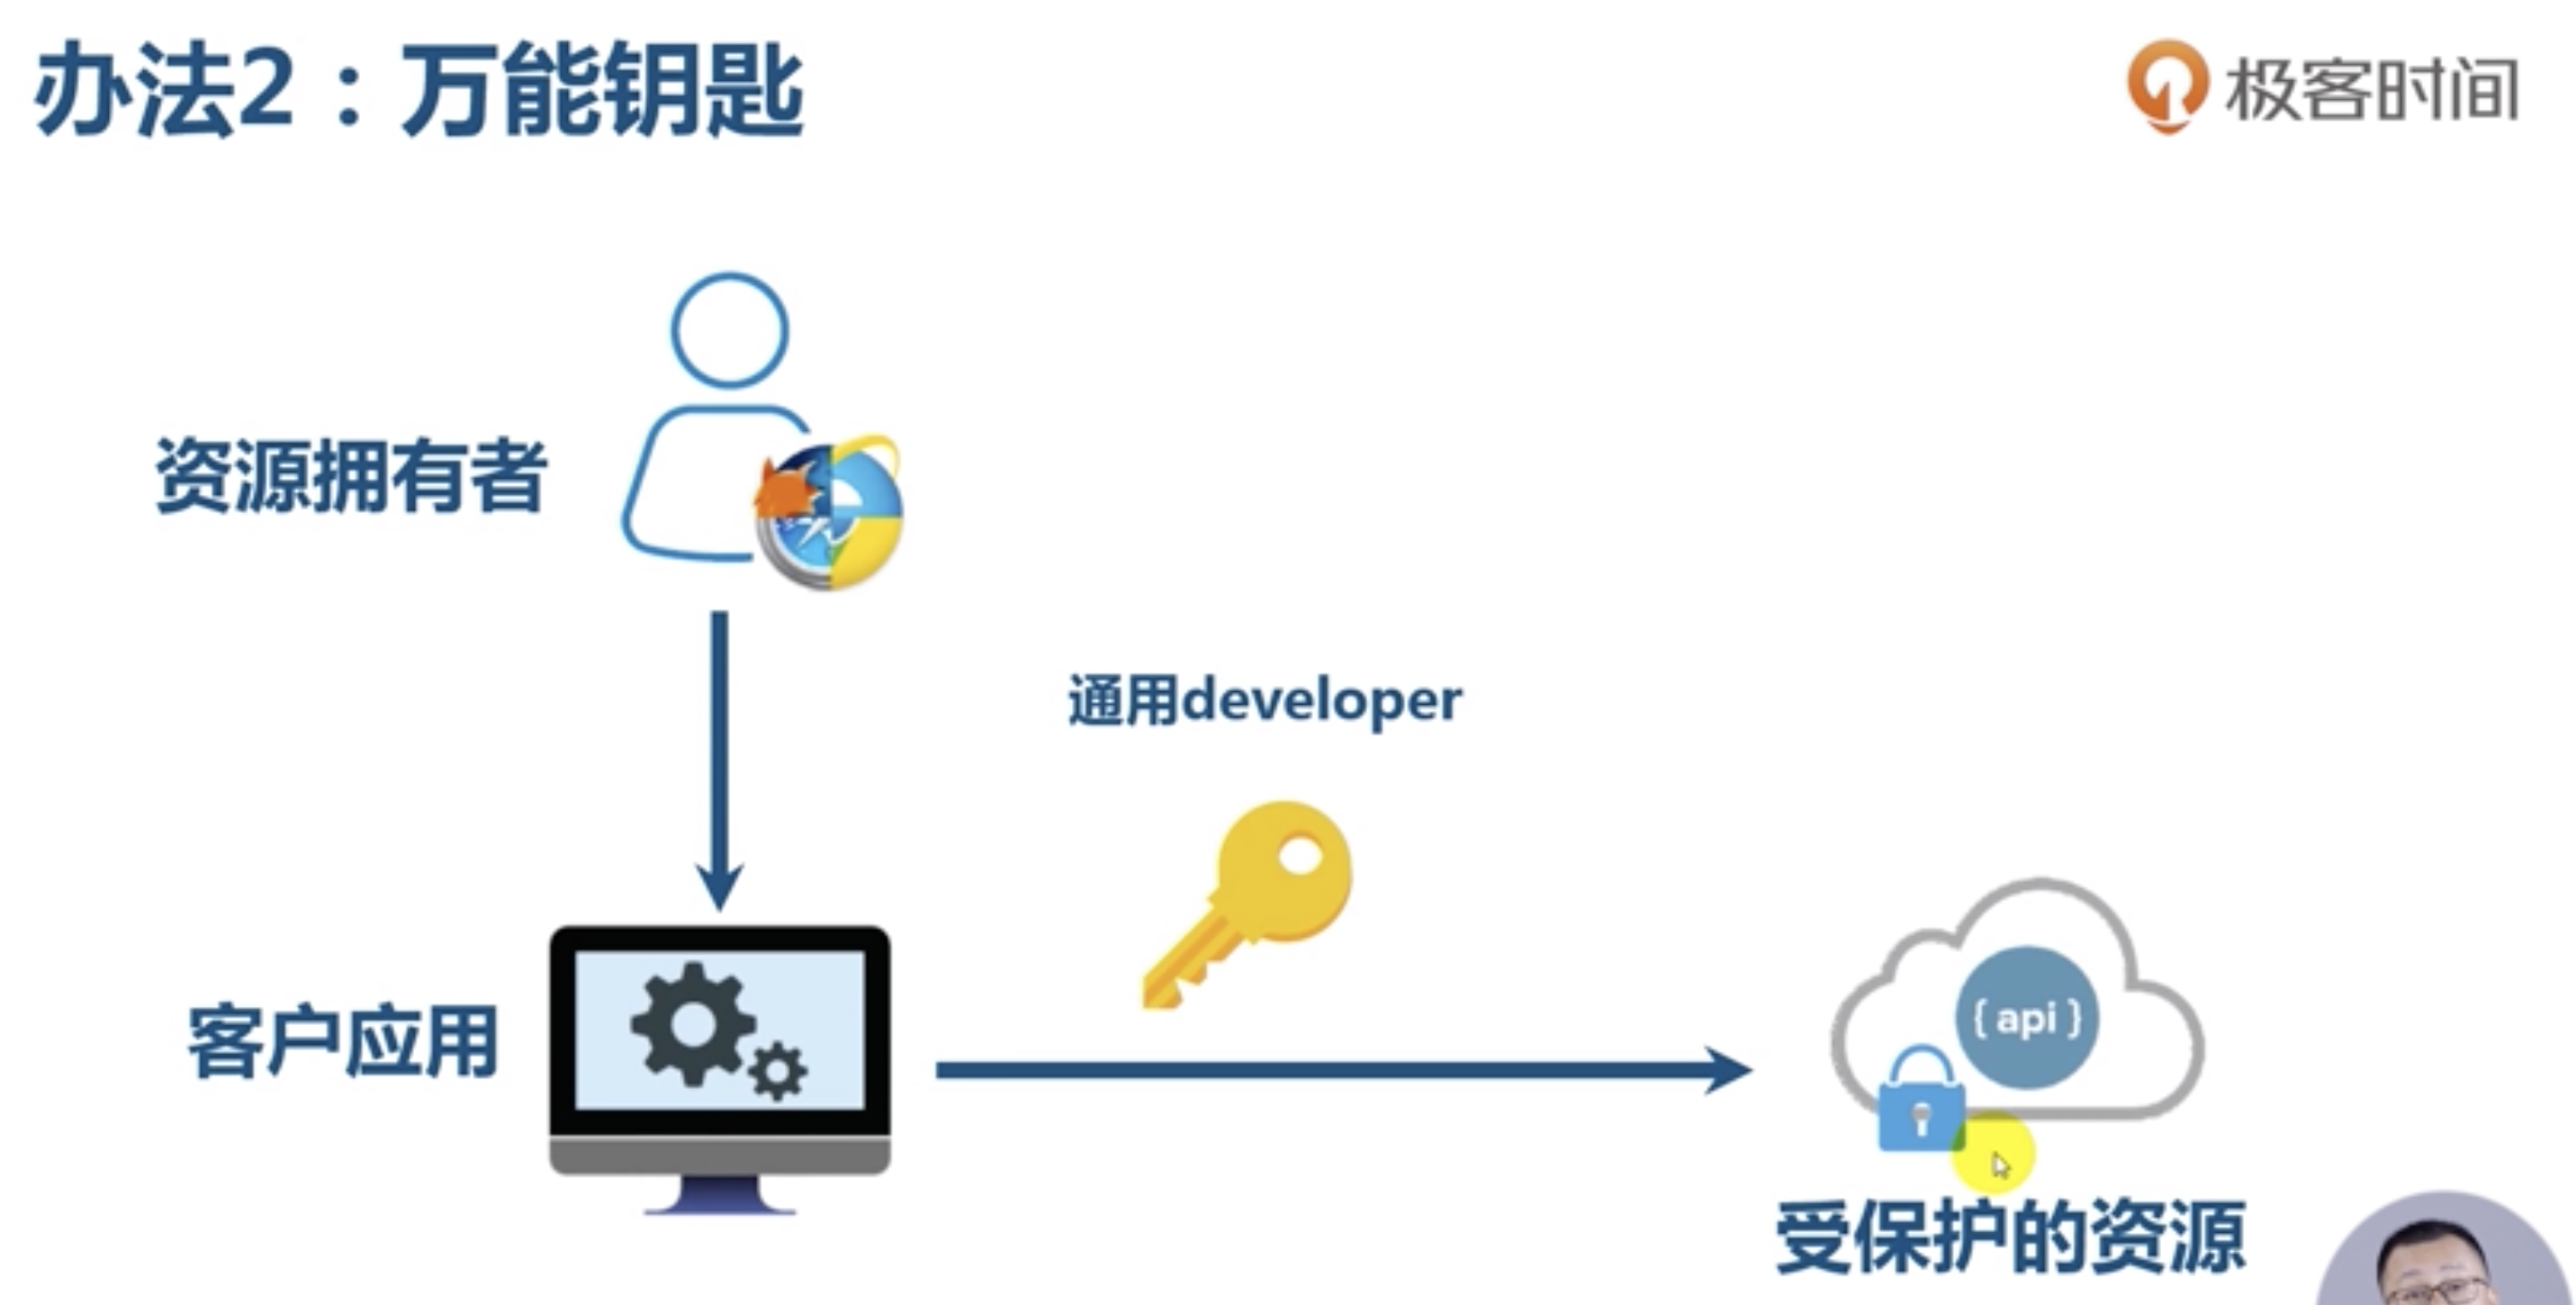 办法2：万能钥匙
极客时间
资源拥有者
通用developer
客户应用
{ api }
受保护的资源